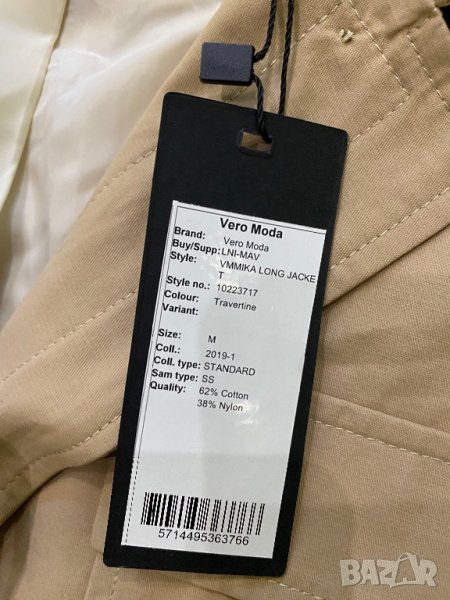 Vero Moda
Brand: Vero Moda
Buy/Supp: LNI-MAV
Style: VMMIKA LONG JACKE
T
Style no.: 10223717
Colour: Travertine
Variant:
Size: M
Coll.: 2019-1
Coll. type: STANDARD
Sam type: SS
Quality: 62% Cotton
38% Nylon
5714495363766
BAZAR